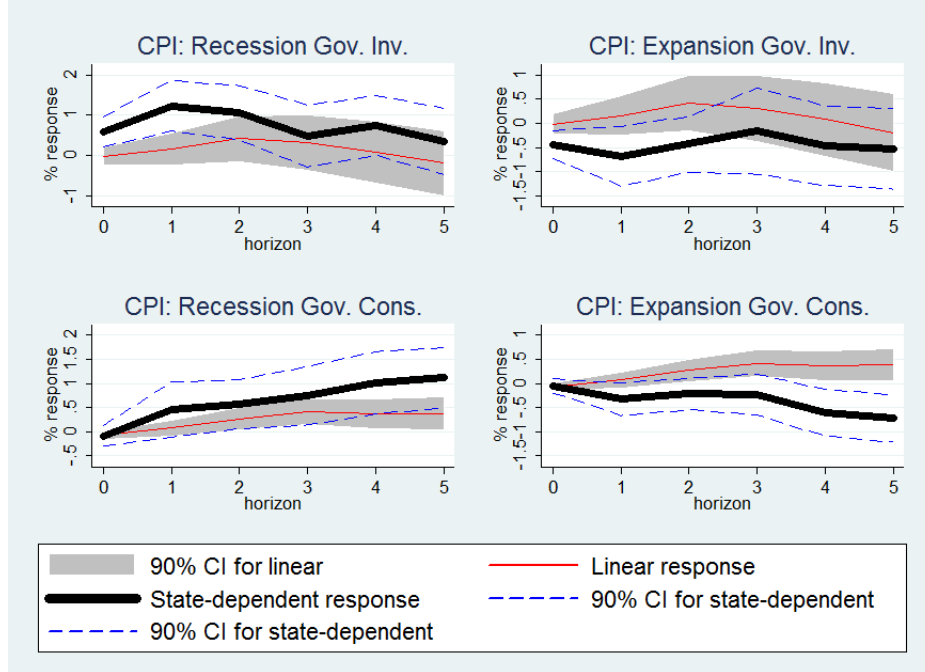 CPI: Recession Gov. Inv.
% response
2
1
0
-1
0 1 2 3 4 5
horizon
CPI: Expansion Gov. Inv.
% response
1
.5
0
-.5
-1
-1.5
0 1 2 3 4 5
horizon
CPI: Recession Gov. Cons.
% response
2
1.5
1
.5
0
-.5
0 1 2 3 4 5
horizon
CPI: Expansion Gov. Cons.
% response
1
.5
0
-.5
-1
-1.5
0 1 2 3 4 5
horizon
90% CI for linear
Linear response
State-dependent response
90% CI for state-dependent
90% CI for state-dependent